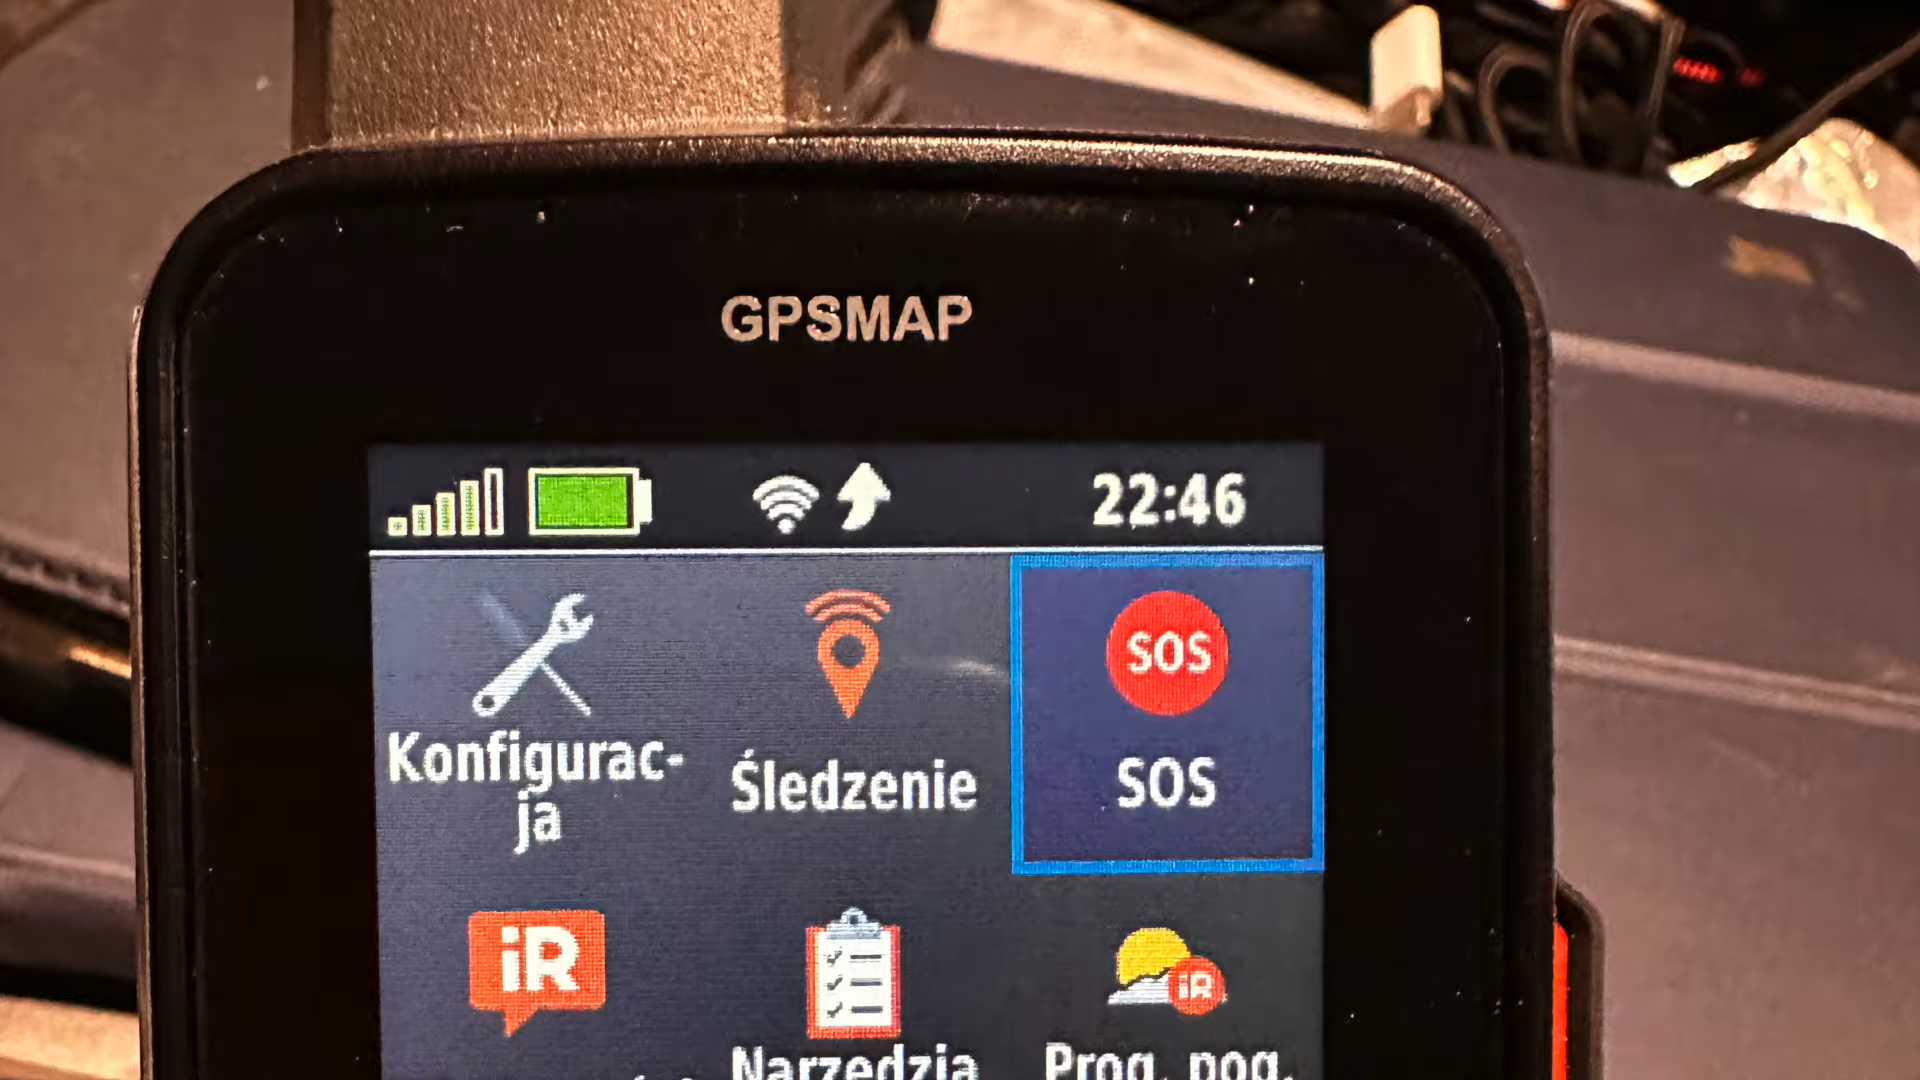 GPSMAP
22:46
SOS
Konfigurac-
ja
Śledzenie
SOS
iR
iR
Narzędzia
Prog. pog.